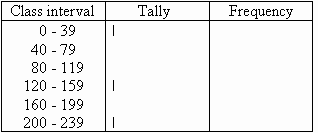 Class interval Tally Frequency
0 - 39 |
40 - 79
80 - 119
120 - 159 |
160 - 199
200 - 239 |